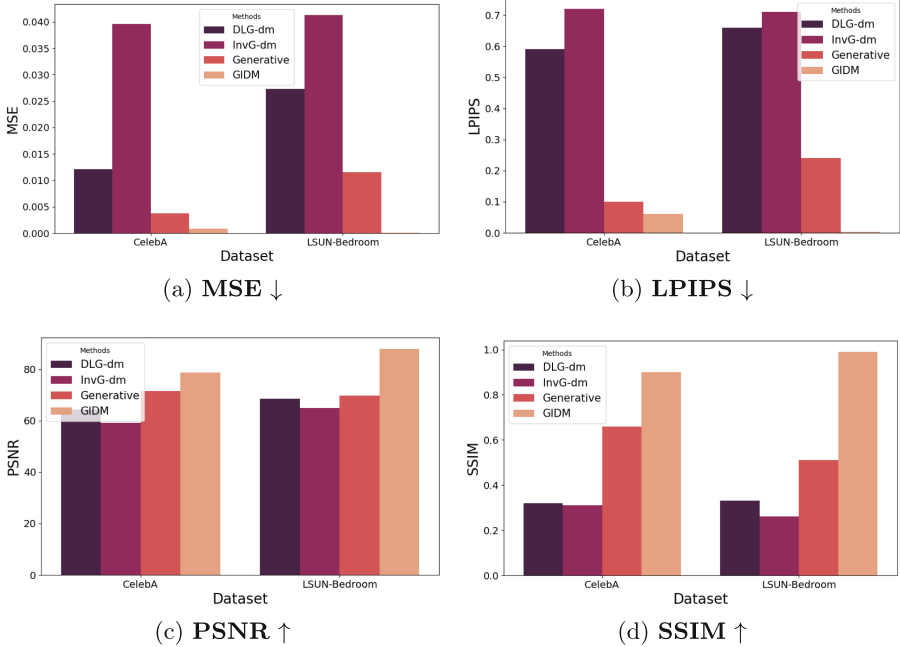 0.040
0.035
0.030
0.025
0.020
0.015
0.010
0.005
0.000
MSE
Methods
DLG-dm
InvG-dm
Generative
GIDM
CelebA
LSUN-Bedroom
Dataset
(a) MSE ↓
0.7
0.6
0.5
0.4
0.3
0.2
0.1
0.0
LPIPS
Methods
DLG-dm
InvG-dm
Generative
GIDM
CelebA
LSUN-Bedroom
Dataset
(b) LPIPS ↓
80
60
40
20
0
PSNR
Methods
DLG-dm
InvG-dm
Generative
GIDM
CelebA
LSUN-Bedroom
Dataset
(c) PSNR ↑
1.0
0.8
0.6
0.4
0.2
0.0
SSIM
Methods
DLG-dm
InvG-dm
Generative
GIDM
CelebA
LSUN-Bedroom
Dataset
(d) SSIM ↑